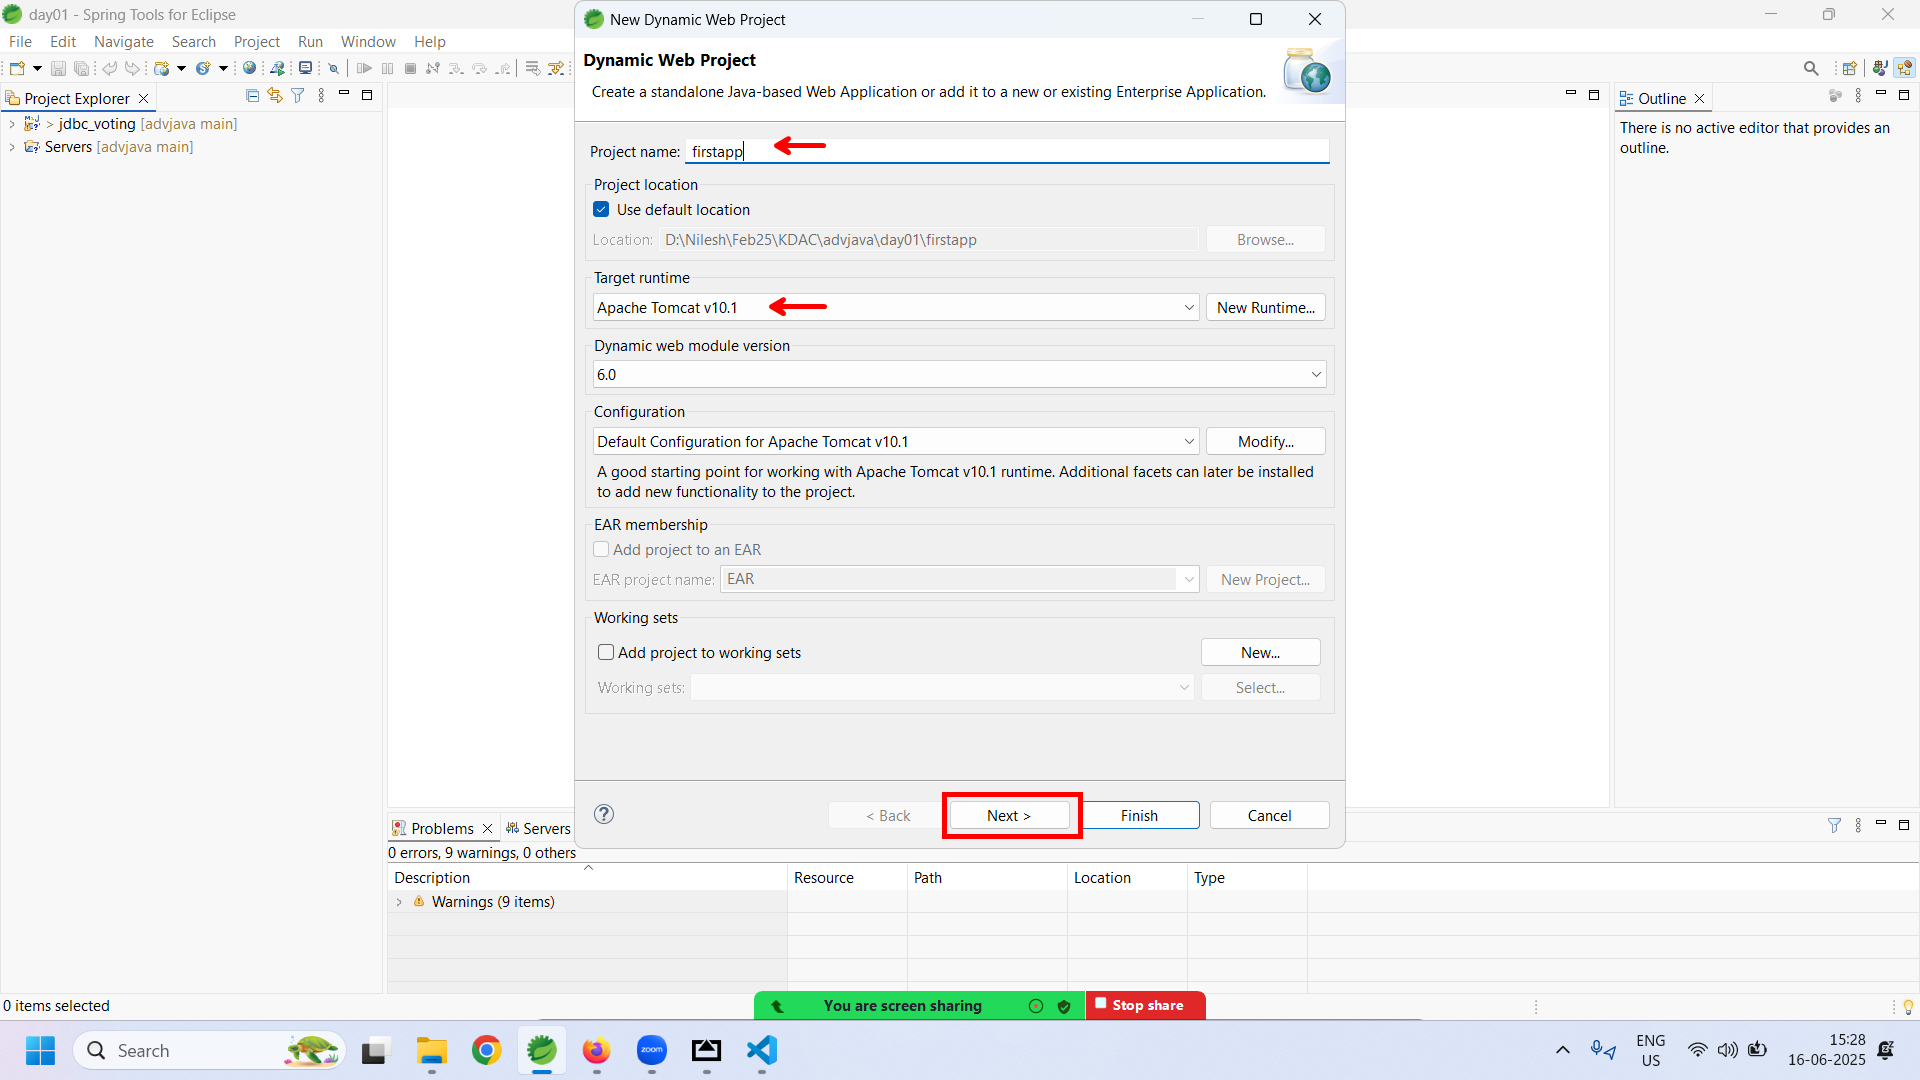 day01 - Spring Tools for Eclipse
File Edit Navigate Search Project Run Window Help
Project Explorer
> jdbc_voting [advjava main]
Servers [advjava main]
New Dynamic Web Project
Dynamic Web Project
Create a standalone Java-based Web Application or add it to a new or existing Enterprise Application.
Project name: firstapp
Project location
Use default location
Location: D:\Nilesh\Feb25\KDAC\advjava\day01\firstapp Browse...
Target runtime
Apache Tomcat v10.1 New Runtime...
Dynamic web module version
6.0
Configuration
Default Configuration for Apache Tomcat v10.1 Modify...
A good starting point for working with Apache Tomcat v10.1 runtime. Additional facets can later be installed
to add new functionality to the project.
EAR membership
Add project to an EAR
EAR project name: EAR New Project...
Working sets
Add project to working sets New...
Working sets: Select...
< Back Next > Finish Cancel
Outline
There is no active editor that provides an
outline.
Problems Servers
0 errors, 9 warnings, 0 others
Description Resource Path Location Type
Warnings (9 items)
0 items selected
You are screen sharing Stop share
Search
zoom
ENG
US
15:28
16-06-2025